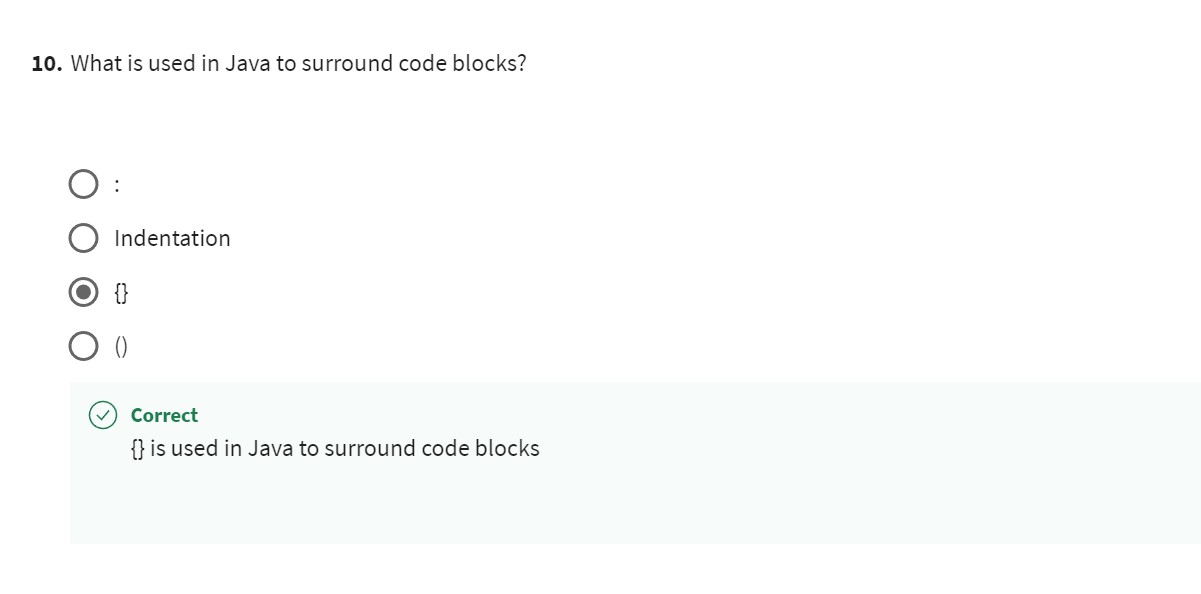 10. What is used in Java to surround code blocks?
:
Indentation
{}
()
Correct
{} is used in Java to surround code blocks